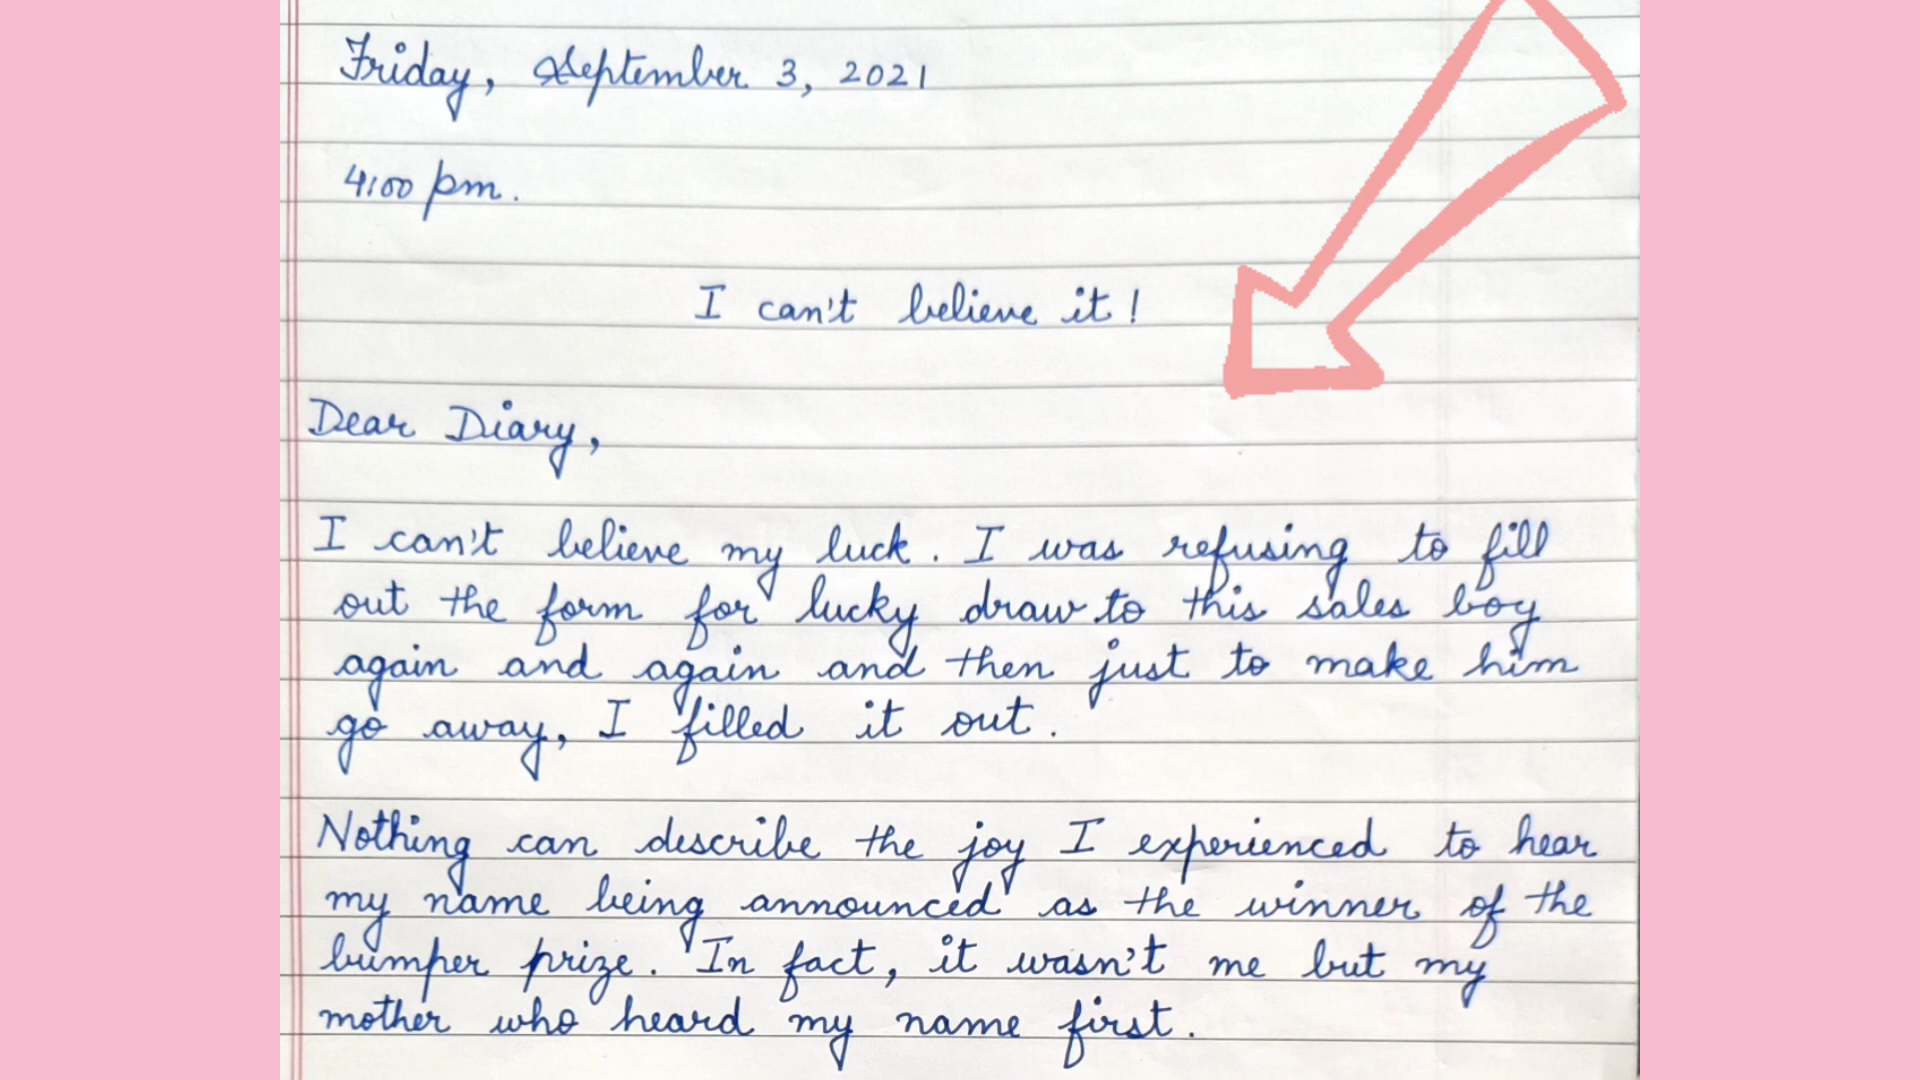 Friday, September 3, 2021
4:00 pm.
I can't believe it!
Dear Diary,
I can't believe my luck. I was refusing to fill
out the form for lucky draw to this sales boy
again and again and then just to make him
go away, I filled it out.
Nothing can describe the joy I experienced to hear
my name being announced as the winner of the
bumper prize. In fact, it wasn't me but my
mother who heard my name first.